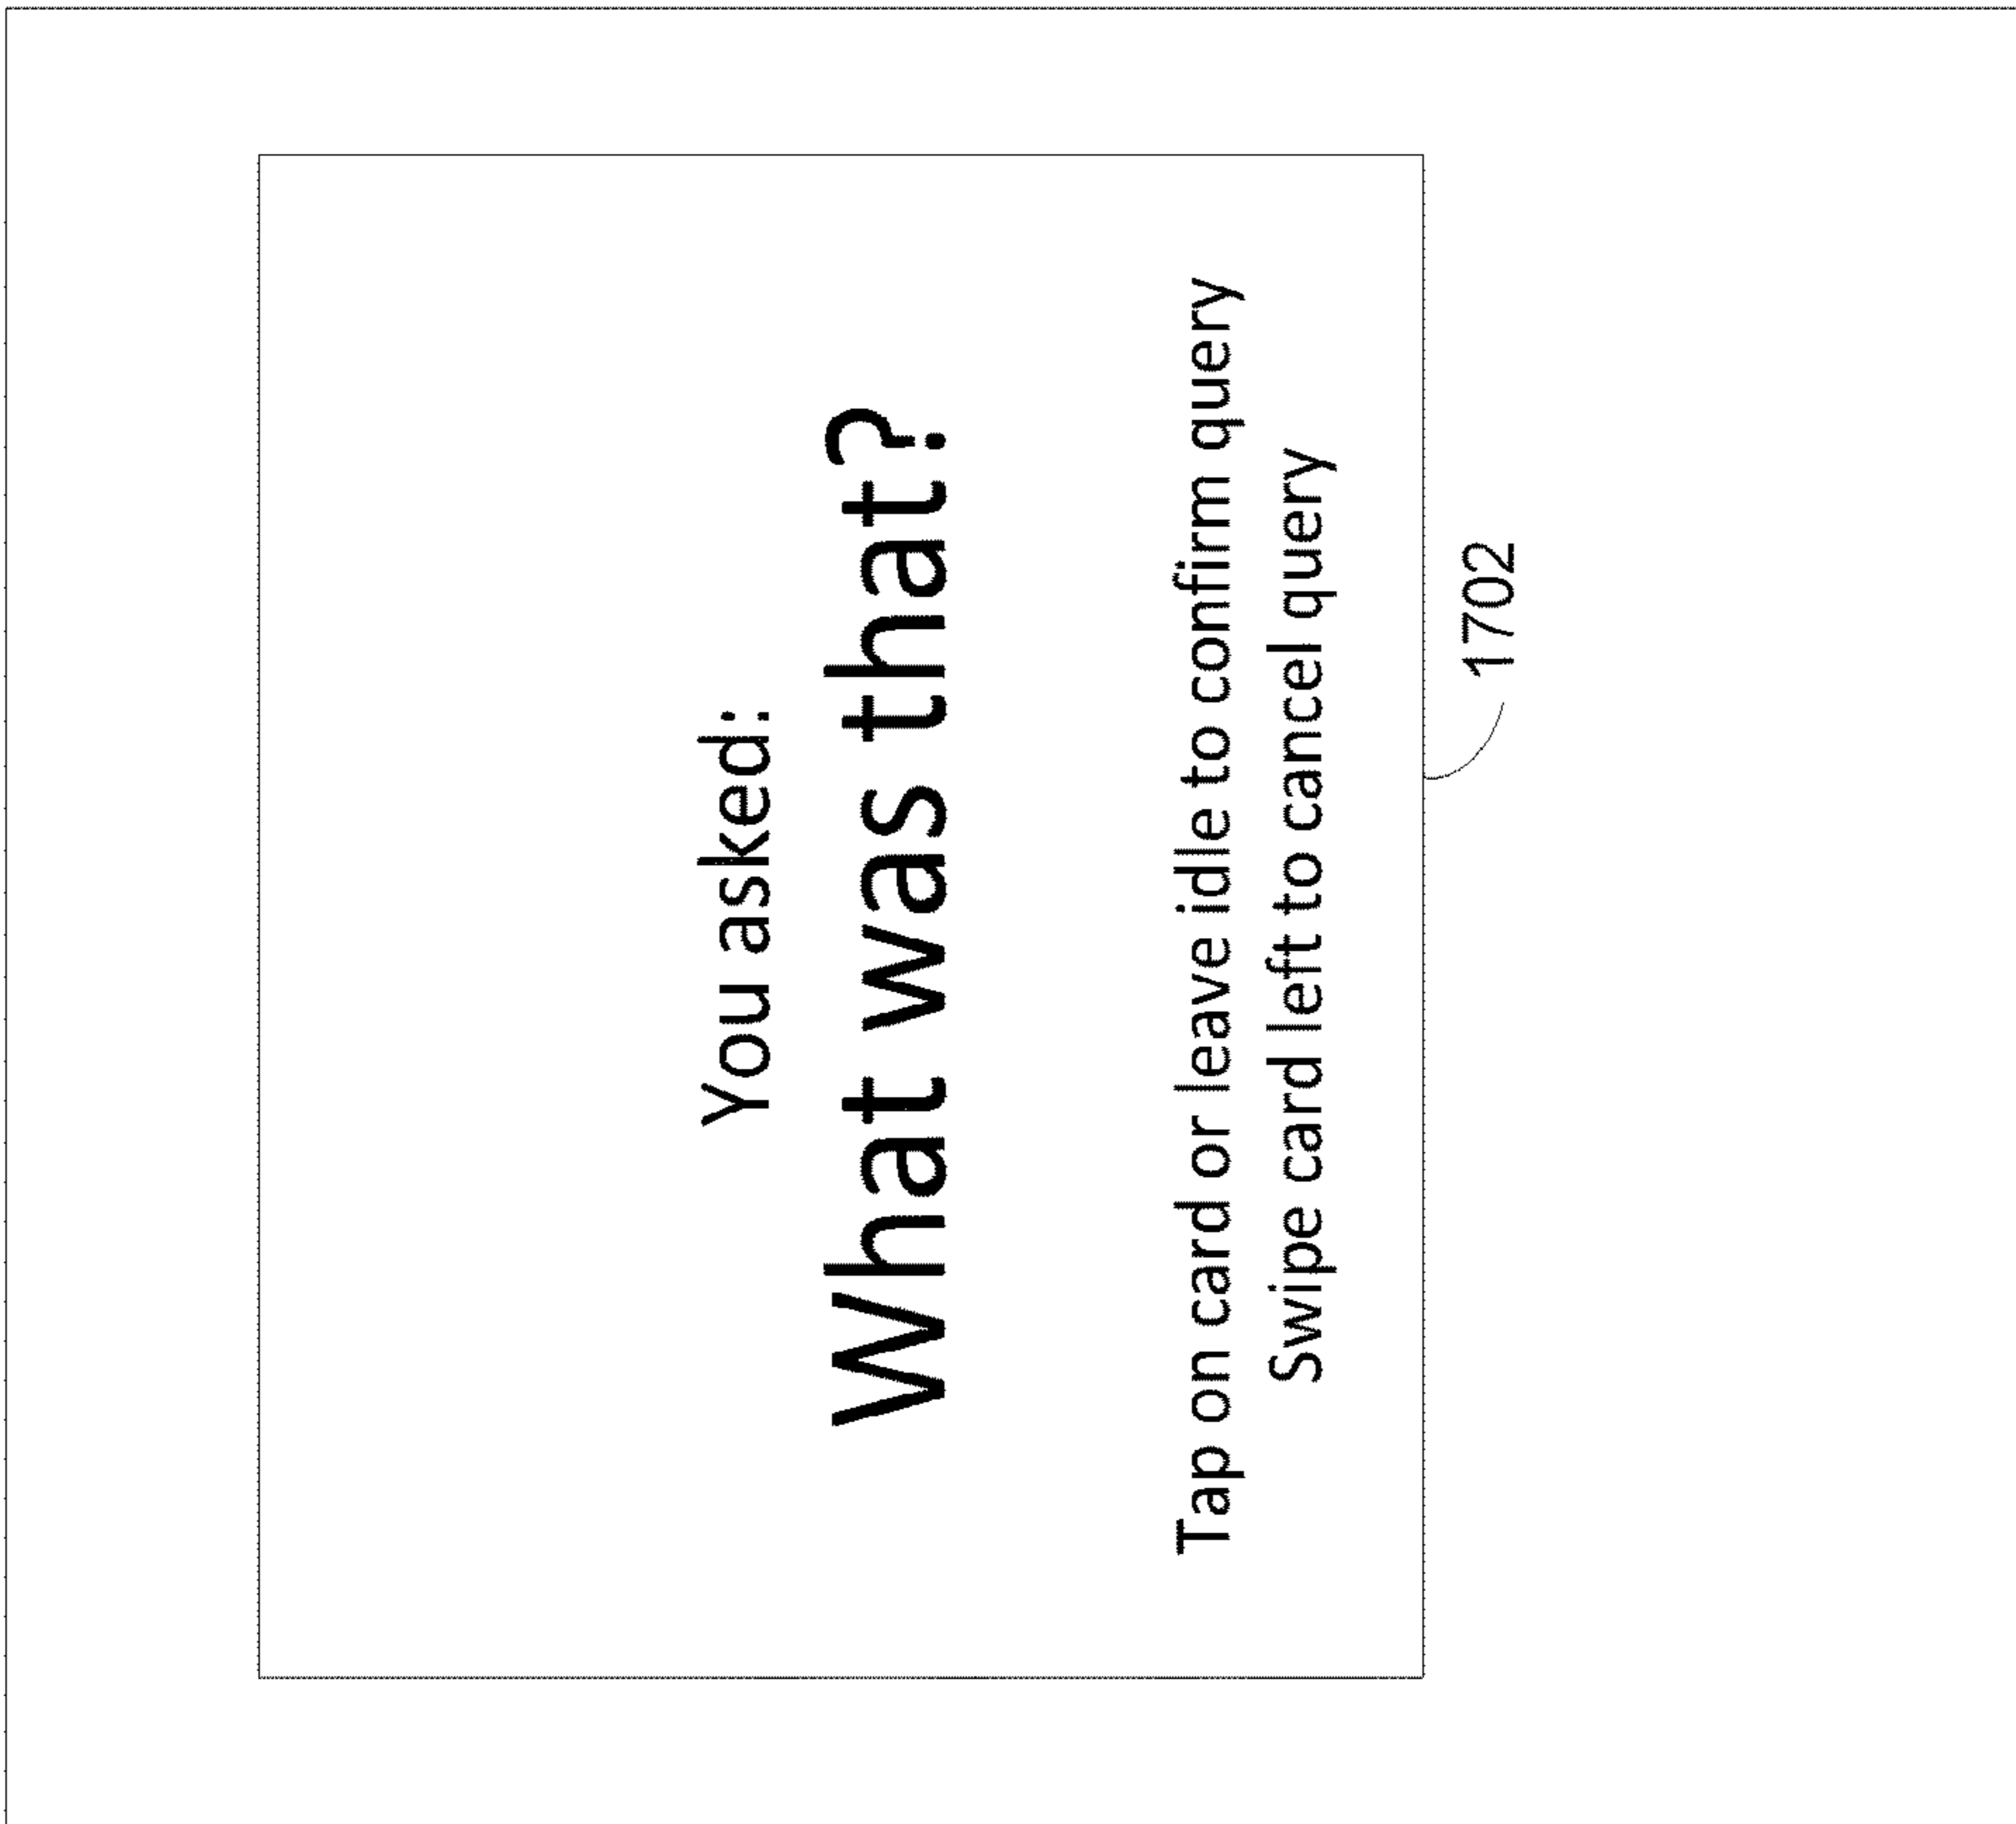 You asked:
What was that?
Tap on card or leave idle to confirm query
Swipe card left to cancel query
1702